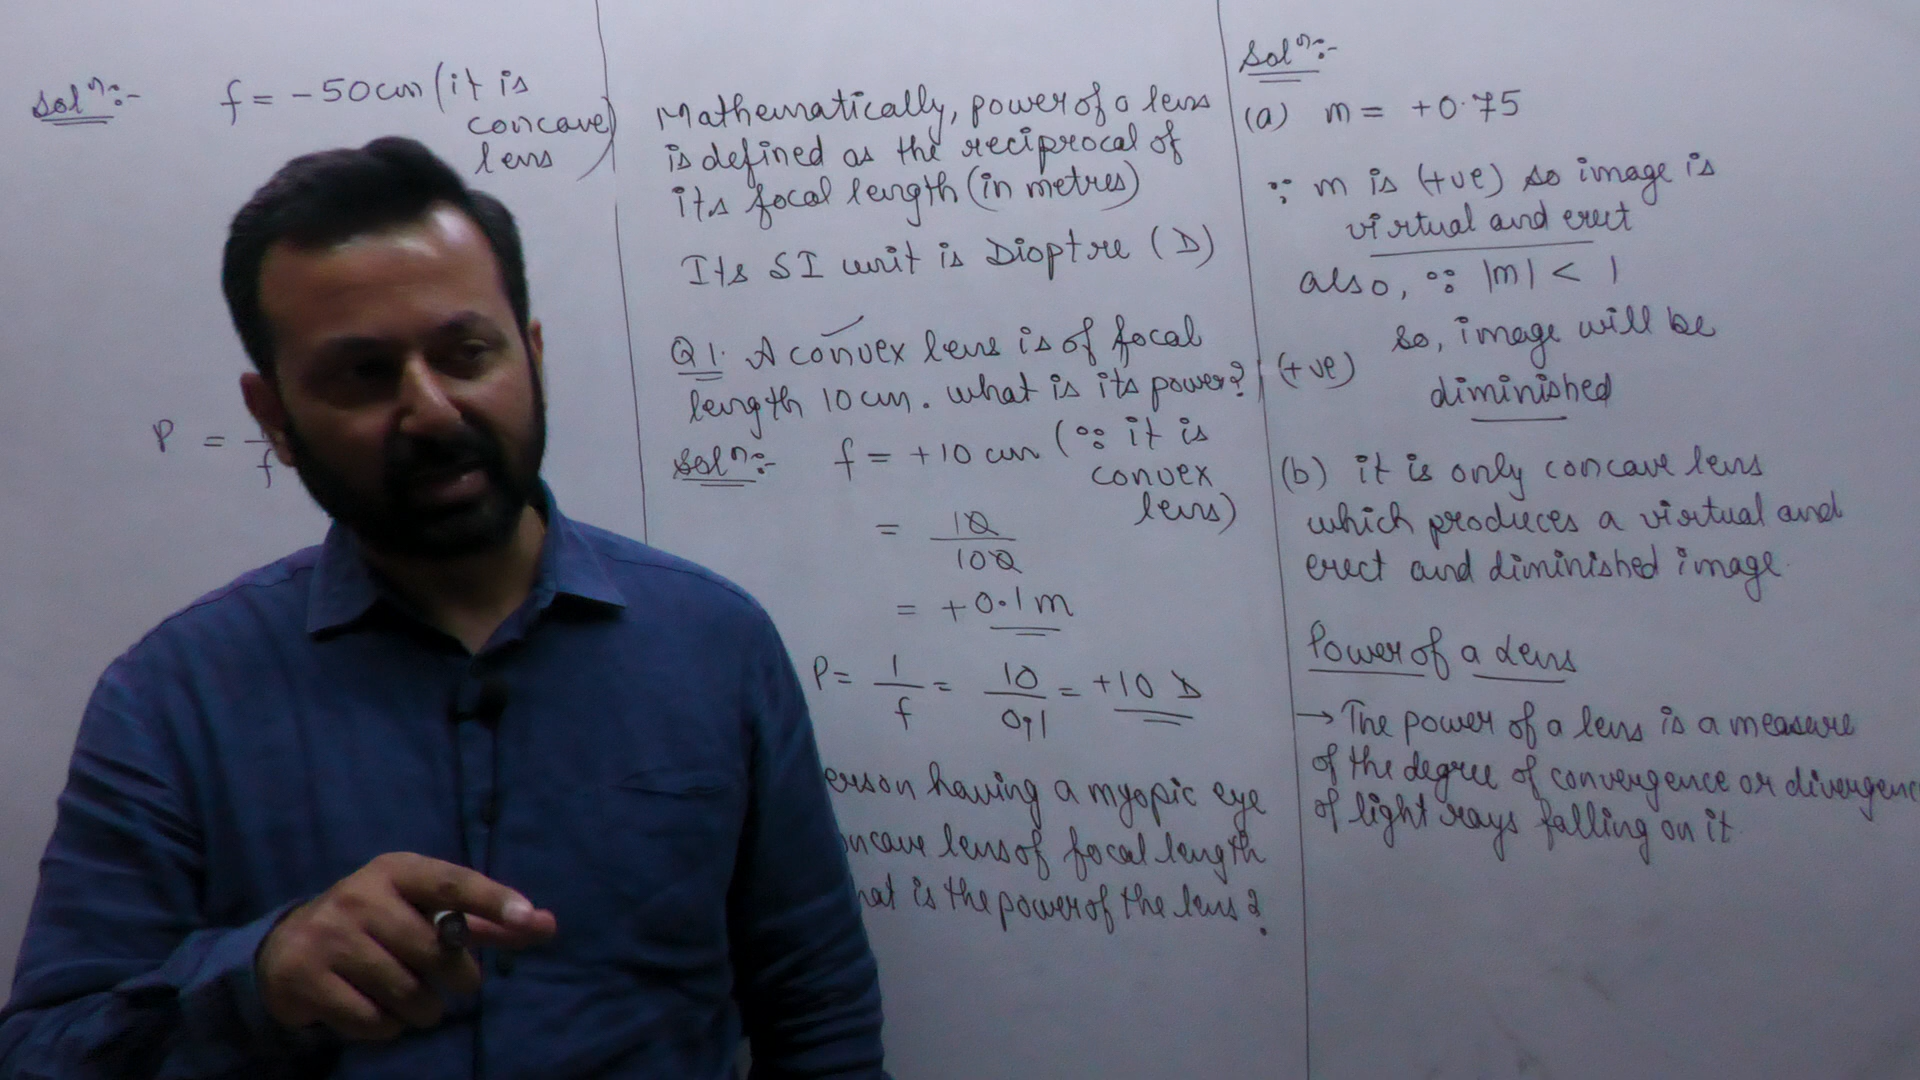 Solⁿ:-
f = -50cm (it is
concave
lens)
P =
f
Mathematically, power of a lens
is defined as the reciprocal of
its focal length (in metres)
Its SI unit is Dioptre (D)
Q1. A convex lens is of focal
length 10cm. what is its power?
Solⁿ:-
f = +10 cm (∵ it is
convex
lens)
= 10/100
= +0.1m
P = 1/f = 10/0,1 = +10 D
erson having a myopic eye
oncave lens of focal length
hat is the power of the lens?
Solⁿ:-
(a) m = +0.75
∵ m is (+ve) so image is
virtual and erect
also, ∵ |m| < 1
so, image will be
(+ve)
diminished
(b) it is only concave lens
which produces a virtual and
erect and diminished image.
Power of a Lens
→ The power of a lens is a measure
of the degree of convergence or divergenc
of light rays falling on it